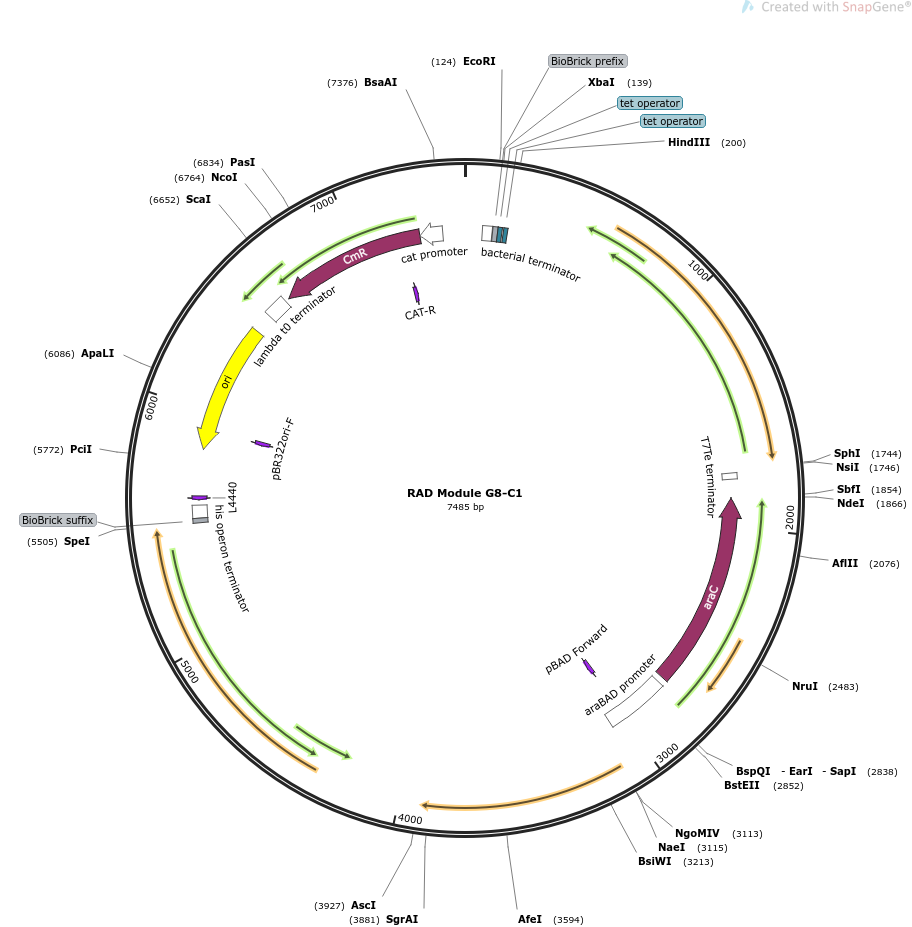 Created with SnapGene®
(124) EcoRI
BioBrick prefix
(7376) BsaAI
XbaI (139)
tet operator
tet operator
HindIII (200)
(6834) PasI
(6764) NcoI
(6652) ScaI
7000
1000
CmR
cat promoter
bacterial terminator
CAT-R
lambda t0 terminator
(6086) ApaLI
ori
6000
pBR322ori-F
(5772) PciI
T7Te terminator
SphI (1744)
NsiI (1746)
SbfI (1854)
NdeI (1866)
RAD Module G8-C1
7485 bp
L4440
2000
BioBrick suffix
(5505) SpeI
his operon terminator
AflII (2076)
araC
pBAD Forward
araBAD promoter
5000
NruI (2483)
3000
BspQI - EarI - SapI (2838)
BstEII (2852)
4000
NgoMIV (3113)
NaeI (3115)
BsiWI (3213)
(3927) AscI
(3881) SgrAI
AfeI (3594)